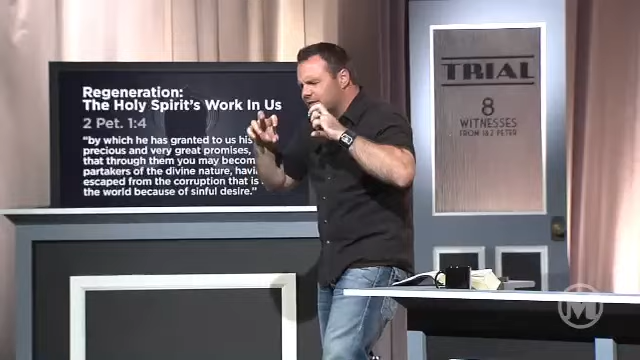 Regeneration:
The Holy Spirit's Work In Us
2 Pet. 1:4
"by which he has granted to us his
precious and very great promises,
that through them you may become
partakers of the divine nature,
escaped from the corruption that is
the world because of sinful desire."
TRIAL
8
WITNESSES
FROM 1&2 PETER
M